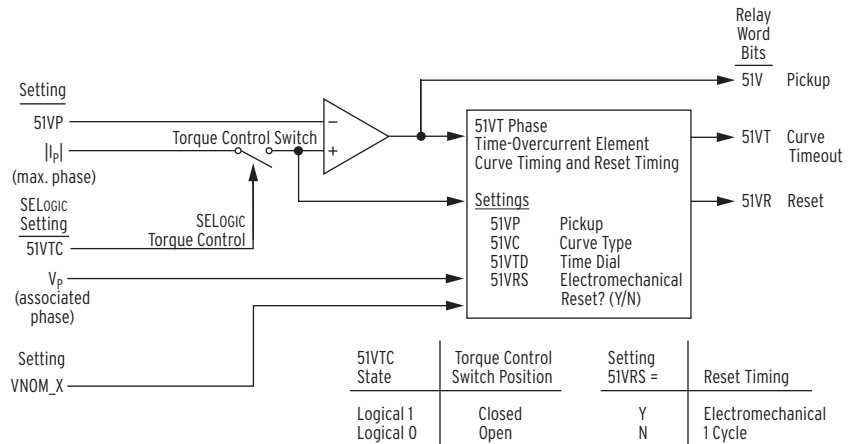 Relay
Word
Bits
51V Pickup
Setting
51VP
Torque Control Switch
–
+
|IP|
(max. phase)
51VT Phase
Time-Overcurrent Element
Curve Timing and Reset Timing
51VT Curve
Timeout
51VR Reset
SELOGIC
Setting
51VTC
SELOGIC
Torque Control
Settings
51VP Pickup
51VC Curve Type
51VTD Time Dial
51VRS Electromechanical
Reset? (Y/N)
VP
(associated
phase)
Setting
VNOM_X
51VTC Torque Control
State Switch Position
Logical 1 Closed
Logical 0 Open
Setting
51VRS = Reset Timing
Y Electromechanical
N 1 Cycle